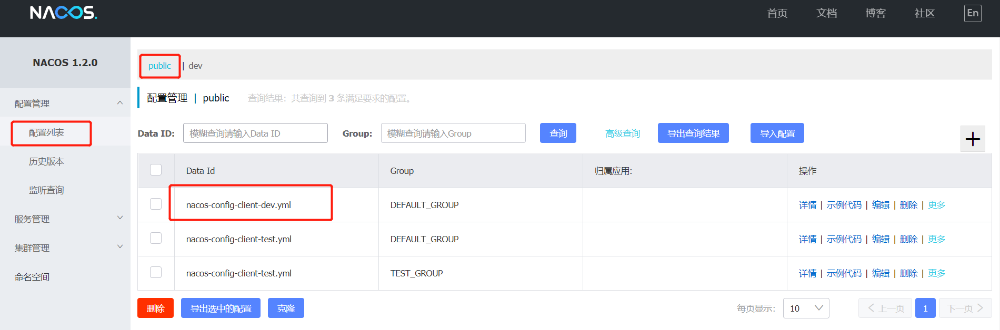 NACOS.
首页 文档 博客 社区 En
NACOS 1.2.0
public | dev
配置管理 | public 查询结果：共查询到 3 条满足要求的配置。
配置管理
配置列表
历史版本
监听查询
服务管理
集群管理
命名空间
Data ID: 模糊查询请输入Data ID Group: 模糊查询请输入Group 查询 高级查询 导出查询结果 导入配置 +
Data Id Group 归属应用: 操作
nacos-config-client-dev.yml DEFAULT_GROUP 详情 | 示例代码 | 编辑 | 删除 | 更多
nacos-config-client-test.yml DEFAULT_GROUP 详情 | 示例代码 | 编辑 | 删除 | 更多
nacos-config-client-test.yml TEST_GROUP 详情 | 示例代码 | 编辑 | 删除 | 更多
删除 导出选中的配置 克隆 每页显示: 10 上一页 1 下一页